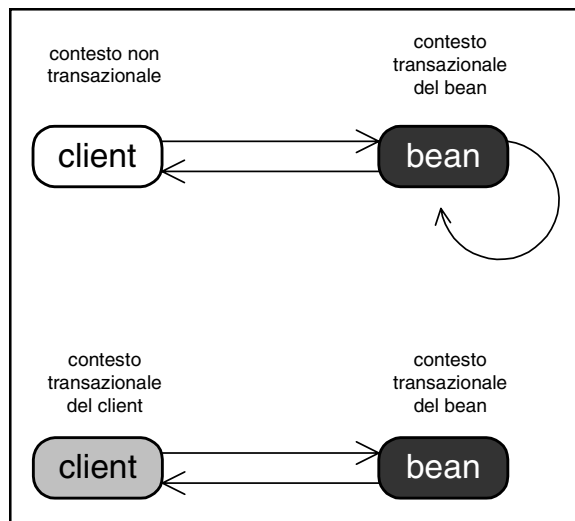 contesto non
transazionale
contesto
transazionale
del bean
client
bean
contesto
transazionale
del client
contesto
transazionale
del bean
client
bean